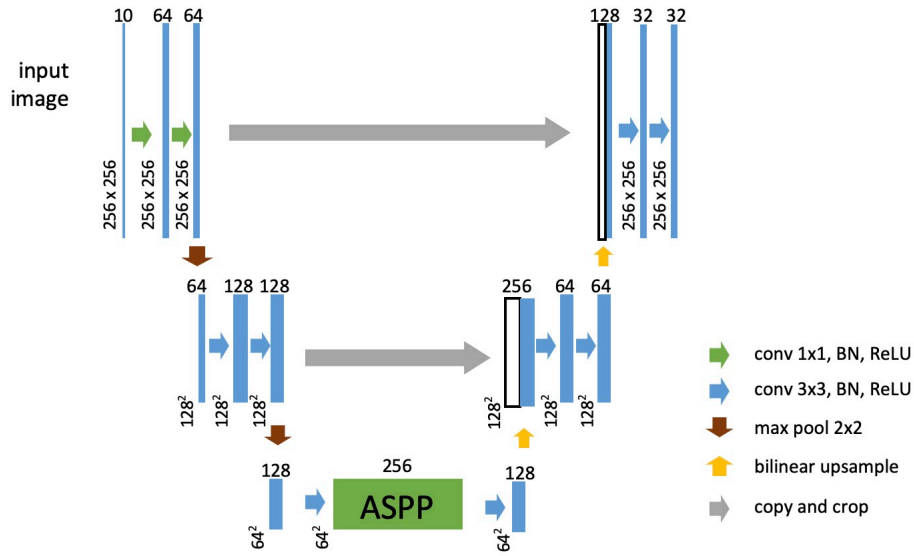 10 64 64
128 32 32
input
image
256 x 256
256 x 256
256 x 256
256 x 256
256 x 256
64 128 128
256 64 64
128²
128²
128²
128²
128²
128²
conv 1x1, BN, ReLU
conv 3x3, BN, ReLU
max pool 2x2
bilinear upsample
copy and crop
128
256
128
ASPP
64²
64²
64²